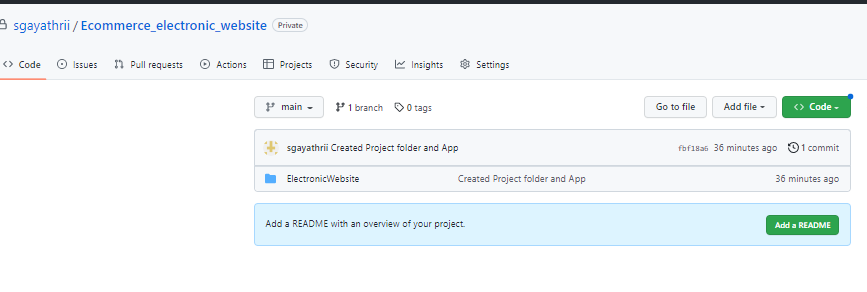 sgayathrii / Ecommerce_electronic_website Private
Code Issues Pull requests Actions Projects Security Insights Settings
main 1 branch 0 tags Go to file Add file Code
sgayathrii Created Project folder and App fbf18a6 36 minutes ago 1 commit
ElectronicWebsite Created Project folder and App 36 minutes ago
Add a README with an overview of your project. Add a README